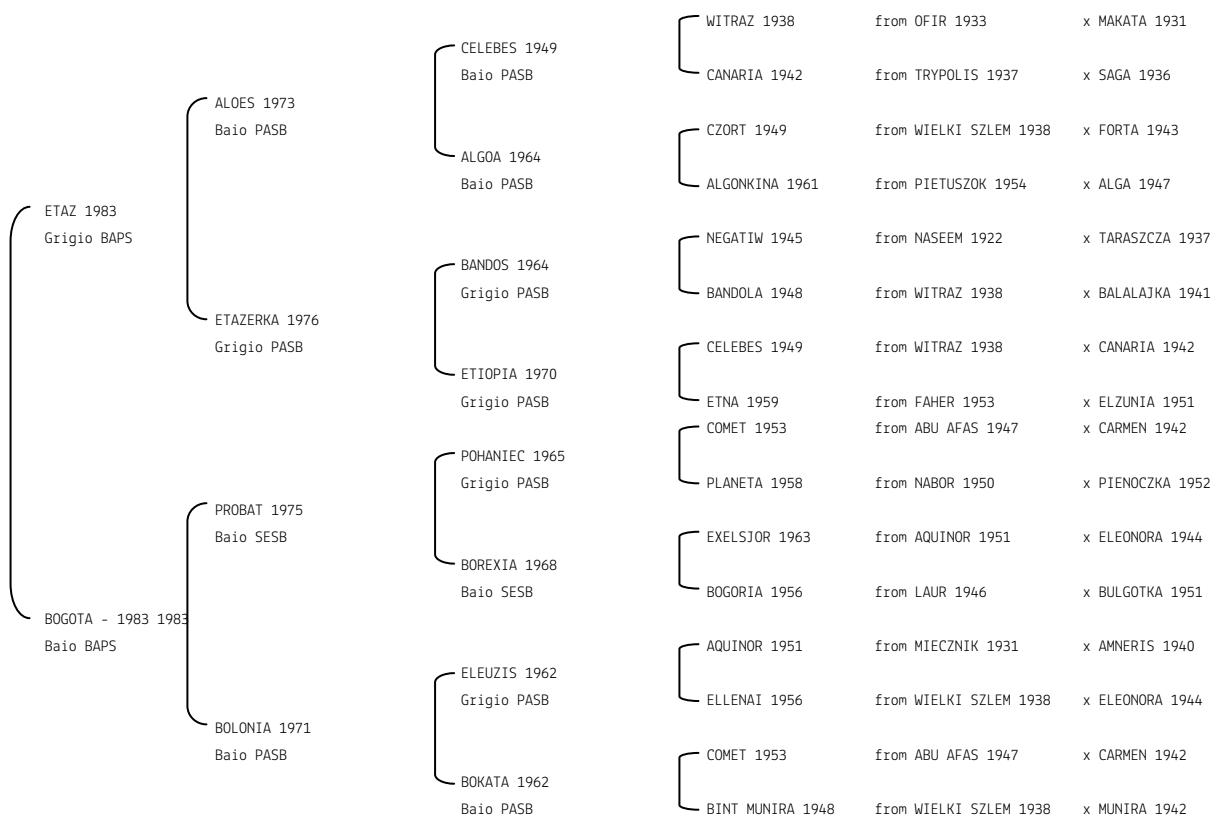 WITRAZ 1938 from OFIR 1933 x MAKATA 1931
CELEBES 1949
Baio PASB
CANARIA 1942 from TRYPOLIS 1937 x SAGA 1936
ALOES 1973
Baio PASB
CZORT 1949 from WIELKI SZLEM 1938 x FORTA 1943
ALGOA 1964
Baio PASB
ALGONKINA 1961 from PIETUSZOK 1954 x ALGA 1947
ETAZ 1983
Grigio BAPS
NEGATIW 1945 from NASEEM 1922 x TARASZCZA 1937
BANDOS 1964
Grigio PASB
BANDOLA 1948 from WITRAZ 1938 x BALALAJKA 1941
ETAZERKA 1976
Grigio PASB
CELEBES 1949 from WITRAZ 1938 x CANARIA 1942
ETIOPIA 1970
Grigio PASB
ETNA 1959 from FAHER 1953 x ELZUNIA 1951
COMET 1953 from ABU AFAS 1947 x CARMEN 1942
POHANIEC 1965
Grigio PASB
PLANETA 1958 from NABOR 1950 x PIENOCZKA 1952
PROBAT 1975
Baio SESB
EXELSJOR 1963 from AQUINOR 1951 x ELEONORA 1944
BOREXIA 1968
Baio SESB
BOGORIA 1956 from LAUR 1946 x BULGOTKA 1951
BOGOTA - 1983 1983
Baio BAPS
AQUINOR 1951 from MIECZNIK 1931 x AMNERIS 1940
ELEUZIS 1962
Grigio PASB
ELLENAI 1956 from WIELKI SZLEM 1938 x ELEONORA 1944
BOLONIA 1971
Baio PASB
COMET 1953 from ABU AFAS 1947 x CARMEN 1942
BOKATA 1962
Baio PASB
BINT MUNIRA 1948 from WIELKI SZLEM 1938 x MUNIRA 1942